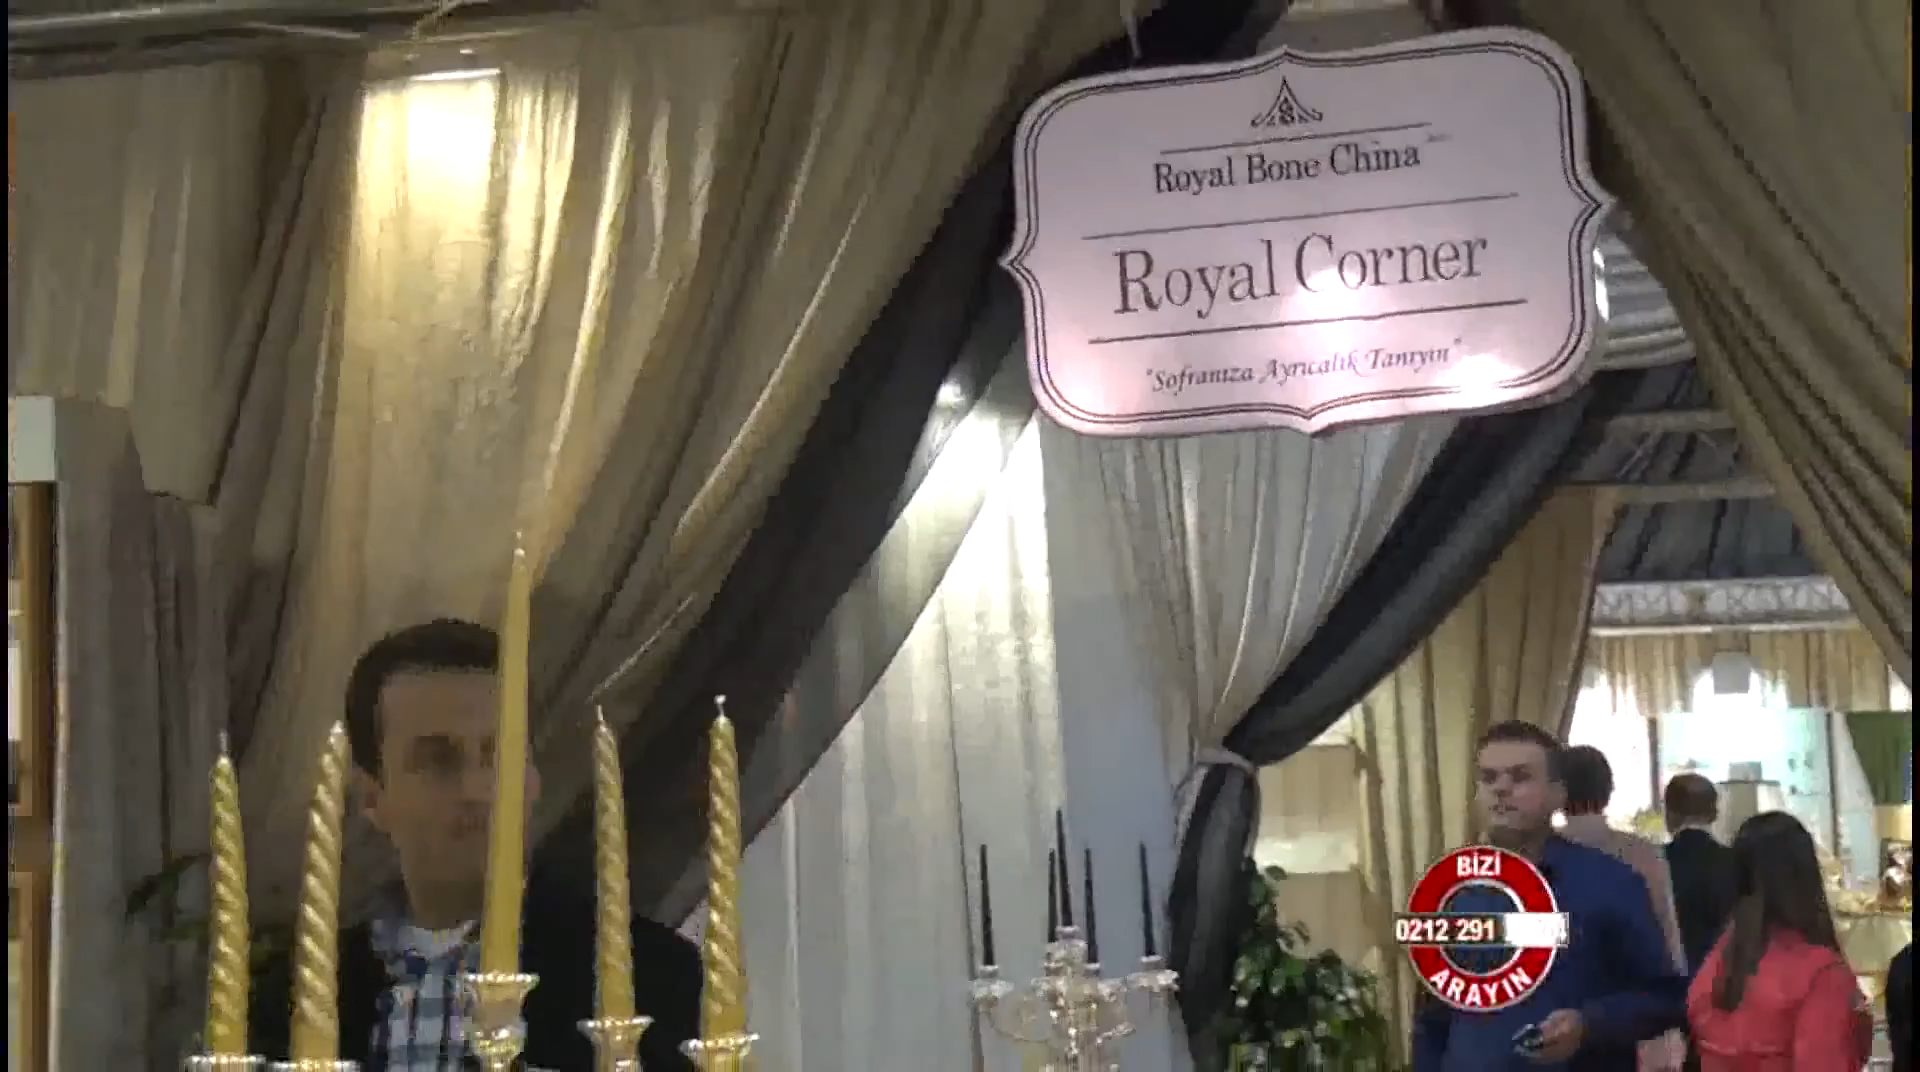 Royal Bone China
Royal Corner
"Sofranıza Ayrıcalık Tanıyın"
BİZİ
0212 291
ARAYIN